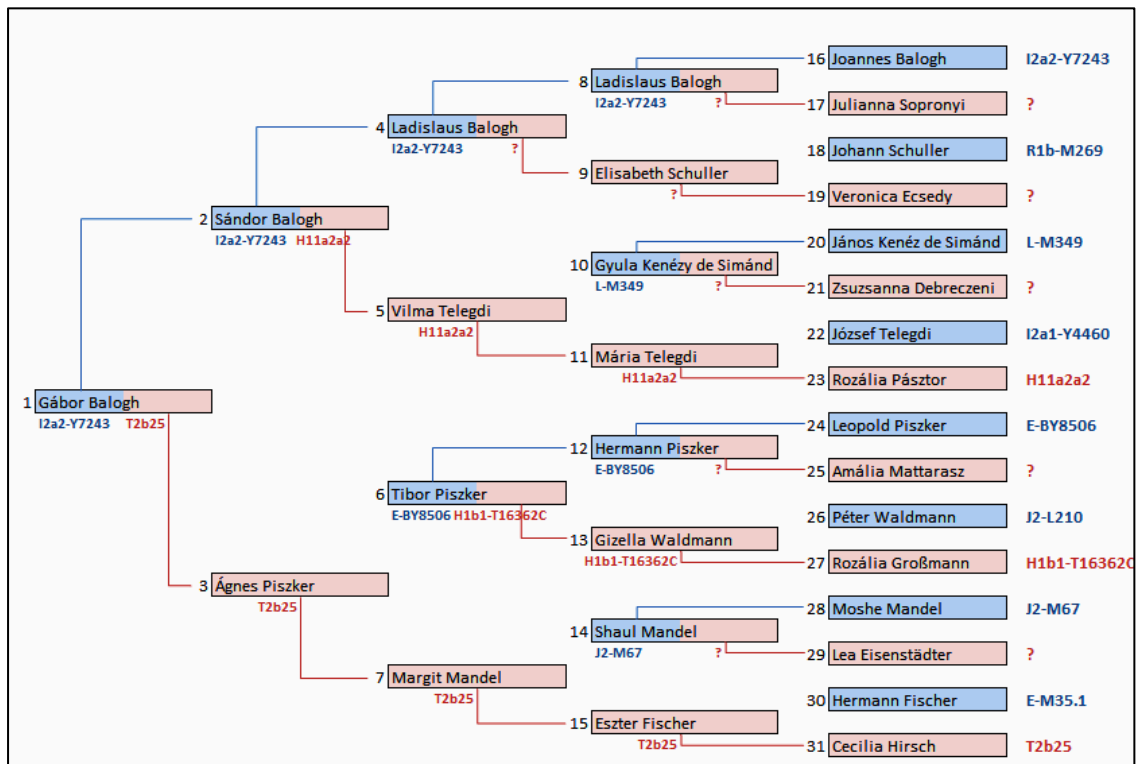 16 Joannes Balogh I2a2-Y7243
8 Ladislaus Balogh
I2a2-Y7243 ?
17 Julianna Sopronyi ?
4 Ladislaus Balogh
I2a2-Y7243 ?
18 Johann Schuller R1b-M269
9 Elisabeth Schuller
?
19 Veronica Ecsedy ?
2 Sándor Balogh
I2a2-Y7243 H11a2a2
20 János Kenéz de Simánd L-M349
10 Gyula Kenézy de Simánd
L-M349 ?
21 Zsuzsanna Debreczeni ?
5 Vilma Telegdi
H11a2a2
22 József Telegdi I2a1-Y4460
11 Mária Telegdi
H11a2a2
23 Rozália Pásztor H11a2a2
1 Gábor Balogh
I2a2-Y7243 T2b25
24 Leopold Piszker E-BY8506
12 Hermann Piszker
E-BY8506 ?
25 Amália Mattarasz ?
6 Tibor Piszker
E-BY8506 H1b1-T16362C
26 Péter Waldmann J2-L210
13 Gizella Waldmann
H1b1-T16362C
27 Rozália Großmann H1b1-T16362C
3 Ágnes Piszker
T2b25
28 Moshe Mandel J2-M67
14 Shaul Mandel
J2-M67 ?
29 Lea Eisenstädter ?
7 Margit Mandel
T2b25
30 Hermann Fischer E-M35.1
15 Eszter Fischer
T2b25
31 Cecilia Hirsch T2b25